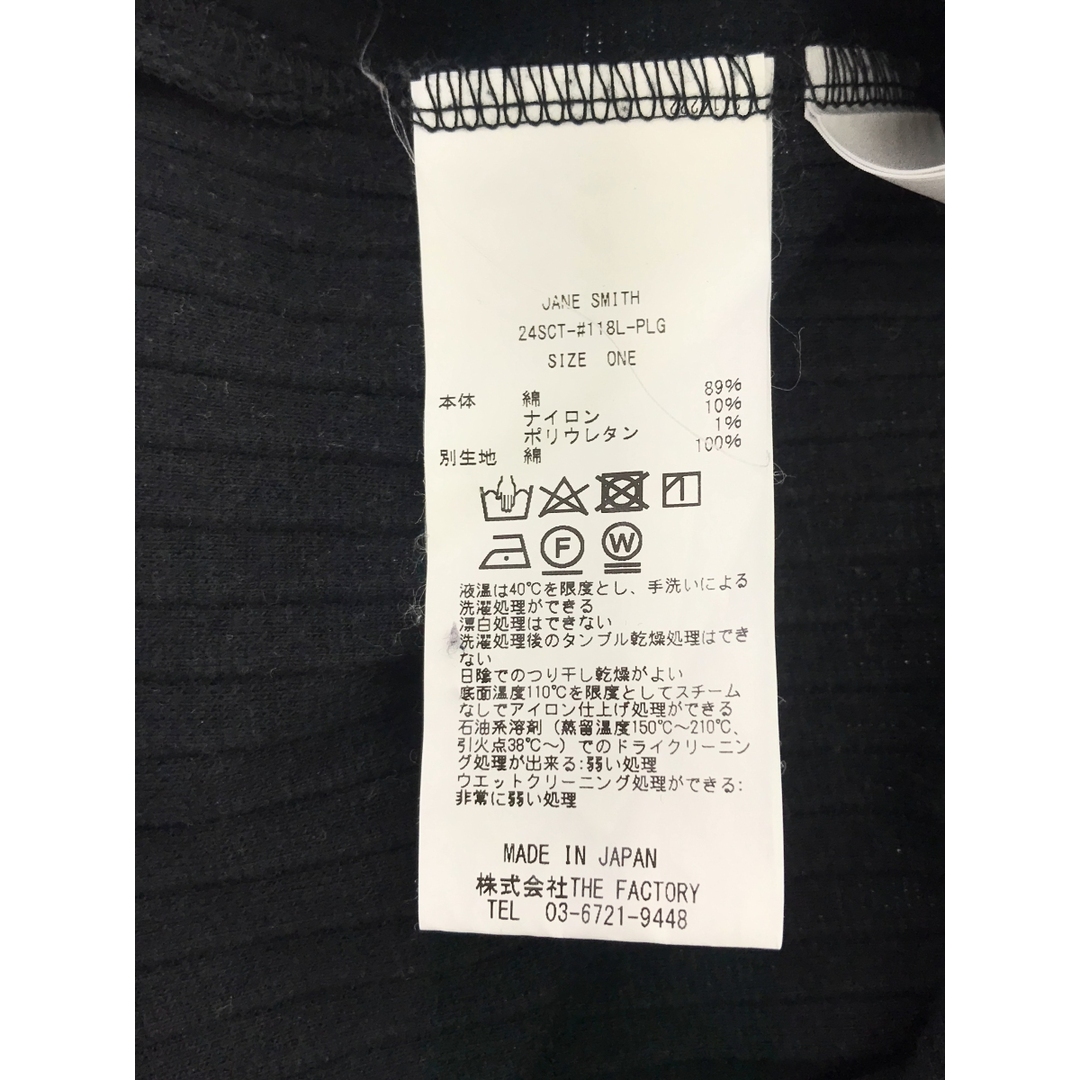 JANE SMITH
24SCT-#118L-PLG
SIZE ONE
本体 綿 89%
ナイロン 10%
ポリウレタン 1%
別生地 綿 100%
F W
液温は40℃を限度とし、手洗いによる
洗濯処理ができる
漂白処理はできない
洗濯処理後のタンブル乾燥処理はでき
ない
日陰でのつり干し乾燥がよい
底面温度110℃を限度としてスチーム
なしでアイロン仕上げ処理ができる
石油系溶剤（蒸留温度150℃〜210℃、
引火点38℃〜）でのドライクリーニン
グ処理が出来る:弱い処理
ウエットクリーニング処理ができる:
非常に弱い処理
MADE IN JAPAN
株式会社THE FACTORY
TEL 03-6721-9448